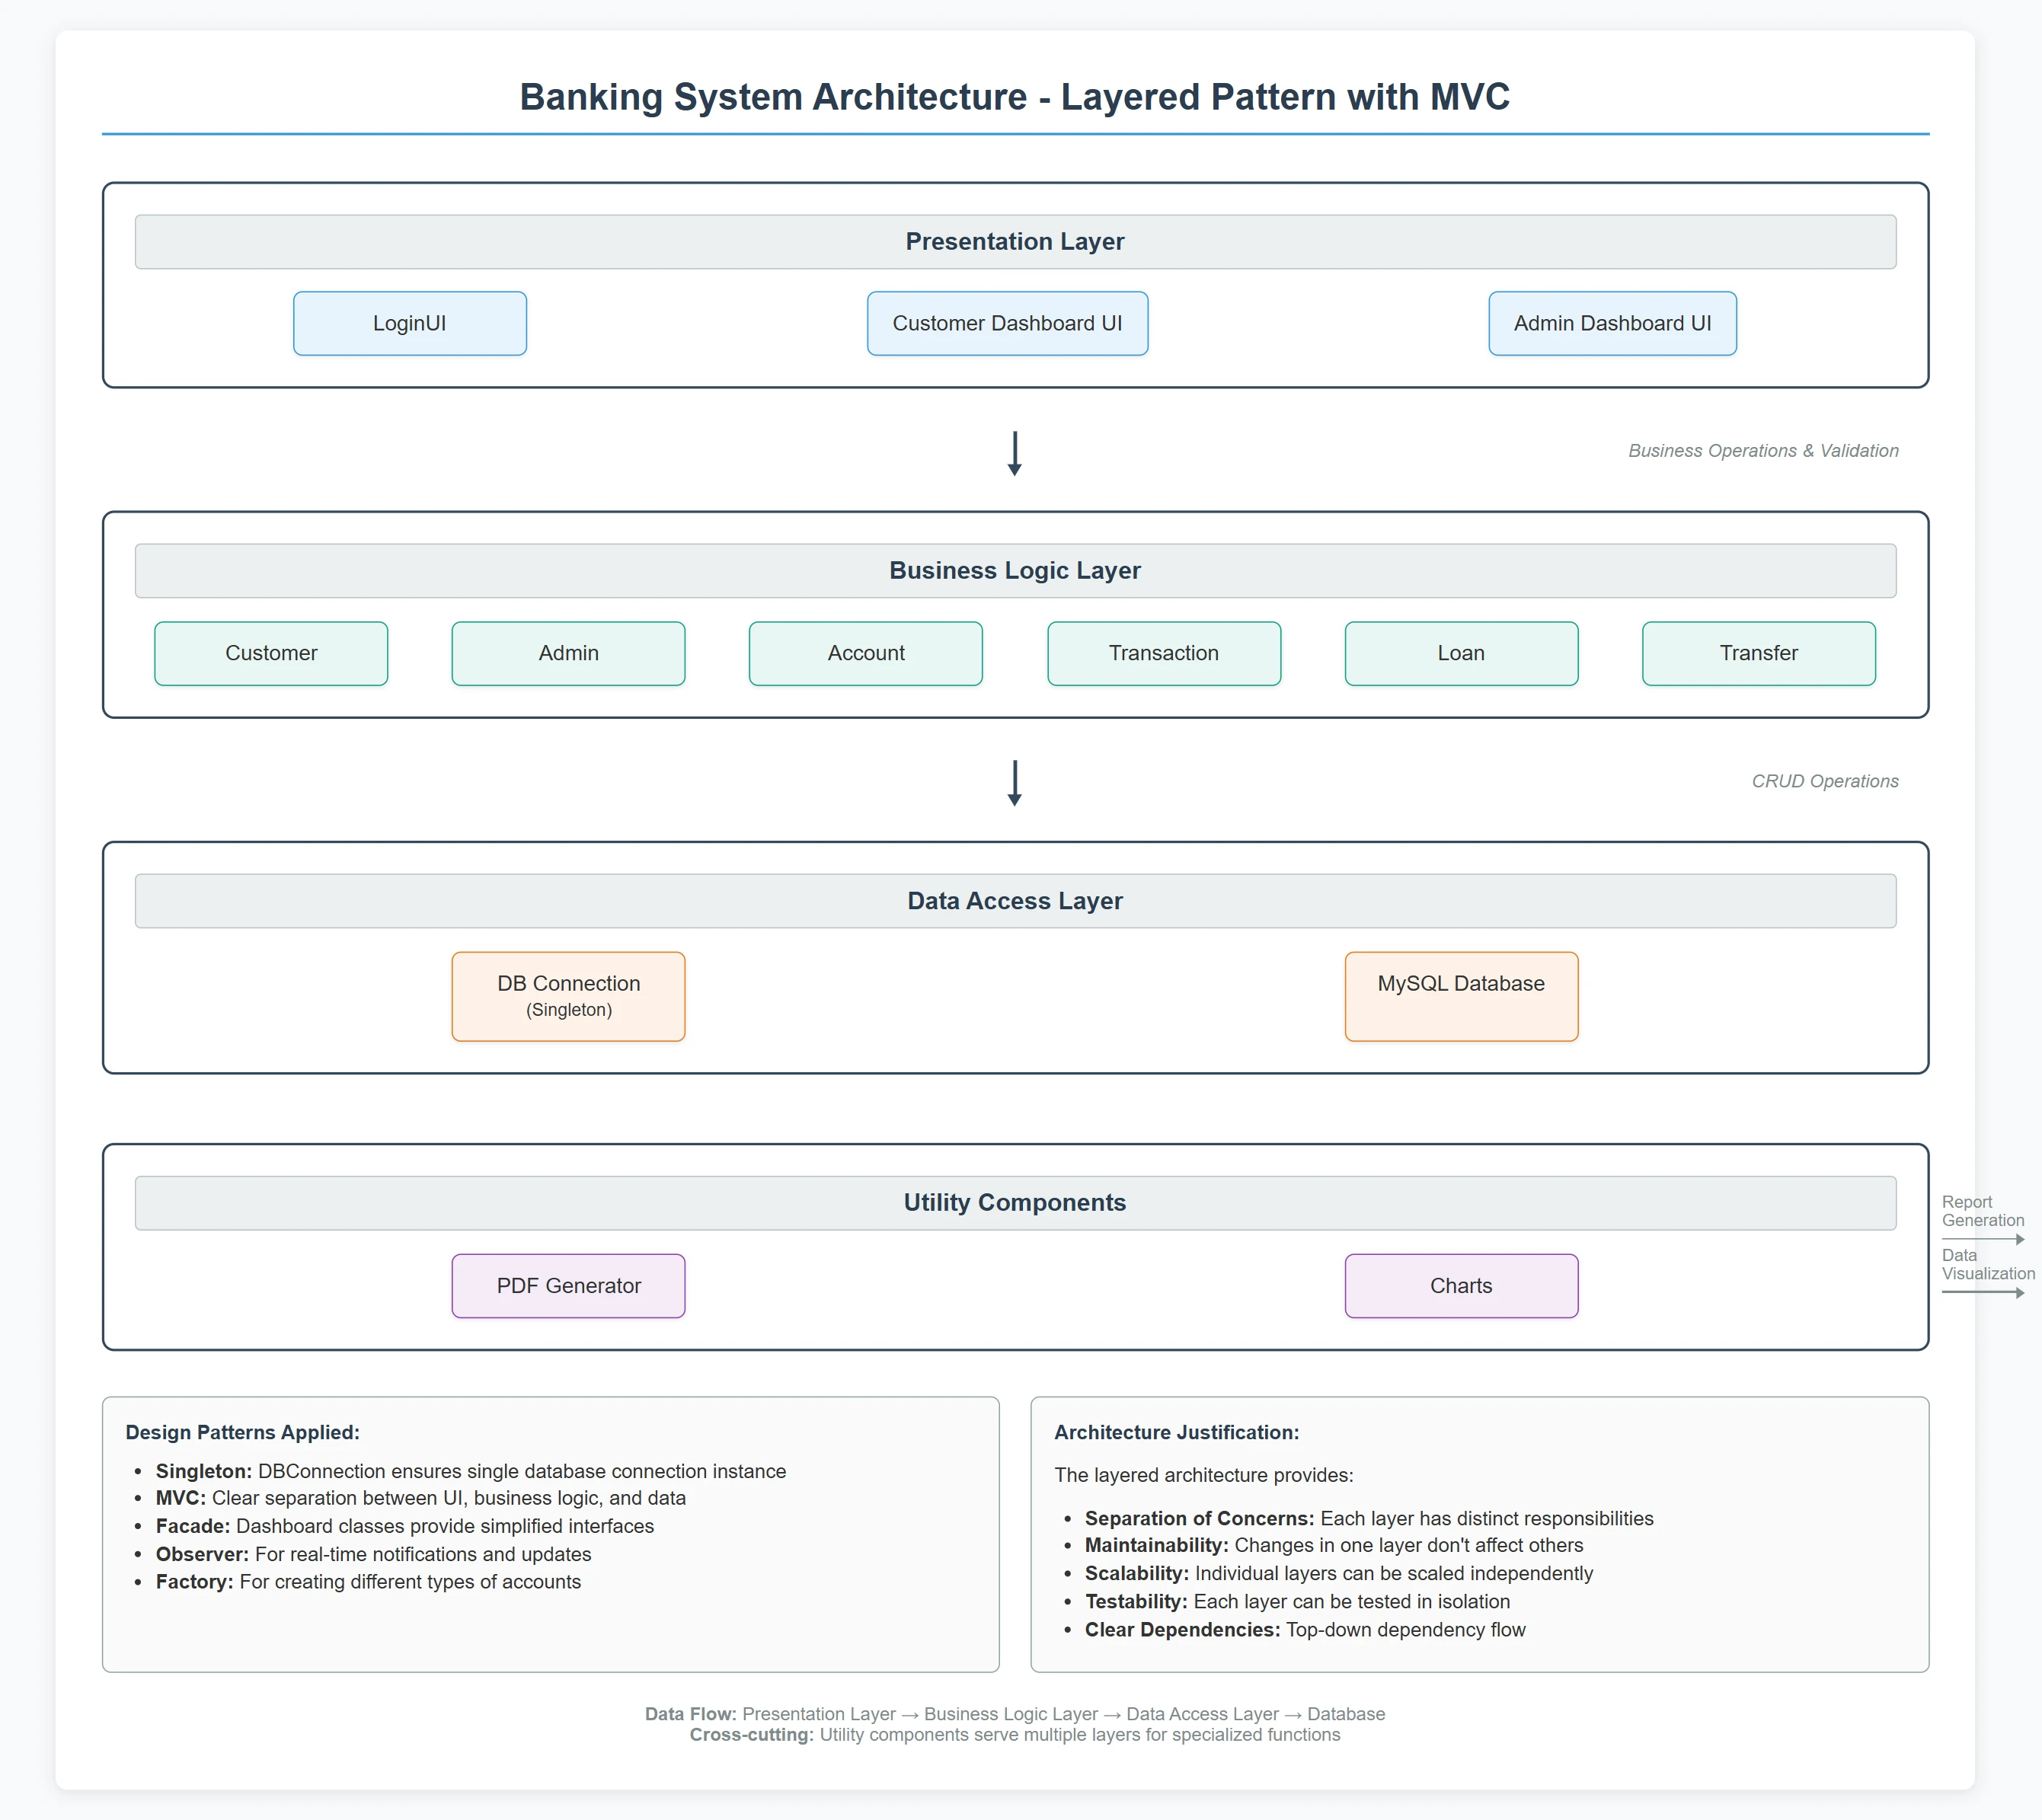 Banking System Architecture - Layered Pattern with MVC
Presentation Layer
LoginUI
Customer Dashboard UI
Admin Dashboard UI
Business Operations & Validation
Business Logic Layer
Customer
Admin
Account
Transaction
Loan
Transfer
CRUD Operations
Data Access Layer
DB Connection
(Singleton)
MySQL Database
Utility Components
PDF Generator
Charts
Report
Generation
Data
Visualization
Design Patterns Applied:
• Singleton: DBConnection ensures single database connection instance
• MVC: Clear separation between UI, business logic, and data
• Facade: Dashboard classes provide simplified interfaces
• Observer: For real-time notifications and updates
• Factory: For creating different types of accounts
Architecture Justification:
The layered architecture provides:
• Separation of Concerns: Each layer has distinct responsibilities
• Maintainability: Changes in one layer don't affect others
• Scalability: Individual layers can be scaled independently
• Testability: Each layer can be tested in isolation
• Clear Dependencies: Top-down dependency flow
Data Flow: Presentation Layer → Business Logic Layer → Data Access Layer → Database
Cross-cutting: Utility components serve multiple layers for specialized functions